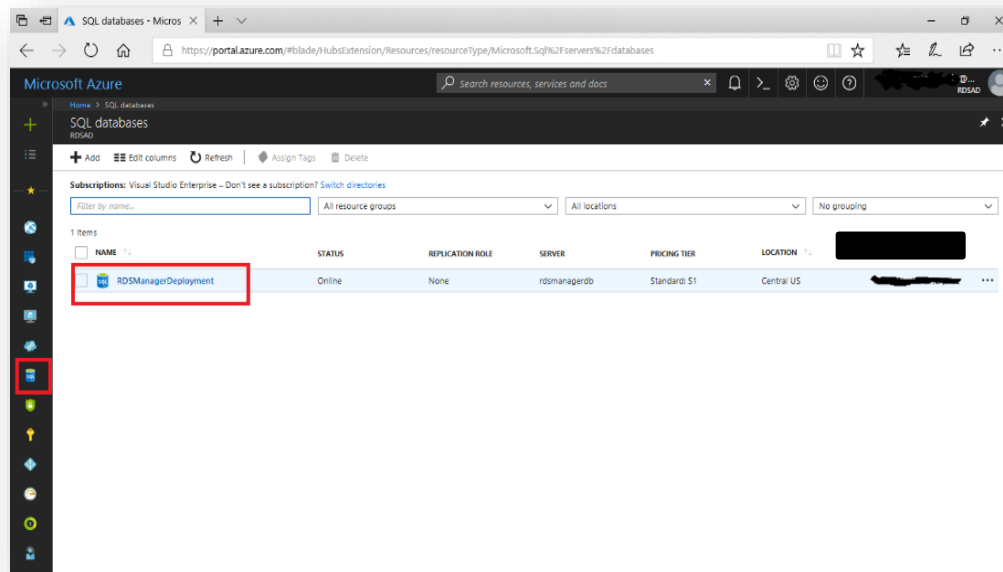 SQL databases - Micros
https://portal.azure.com/#blade/HubsExtension/Resources/resourceType/Microsoft.Sql%2Fservers%2Fdatabases
Microsoft Azure
Search resources, services and docs
@...
RDSAD
Home > SQL databases
SQL databases
RDSAD
Add Edit columns Refresh Assign Tags Delete
Subscriptions: Visual Studio Enterprise – Don't see a subscription? Switch directories
Filter by name... All resource groups All locations No grouping
1 items
NAME STATUS REPLICATION ROLE SERVER PRICING TIER LOCATION
RDSManagerDeployment Online None rdsmanagerdb Standard: S1 Central US